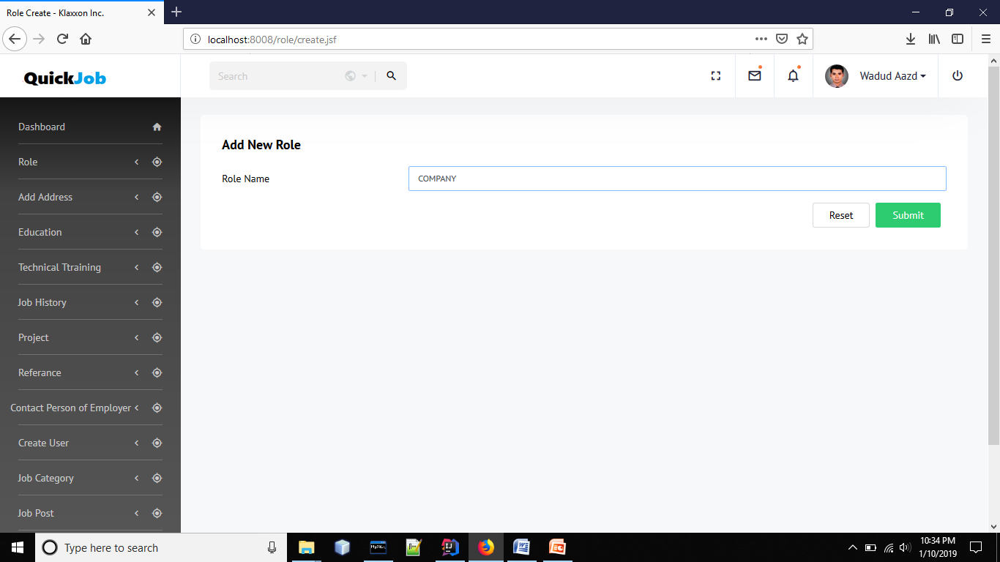 Role Create - Klaxxon Inc.
localhost:8008/role/create.jsf
QuickJob
Search
Wadud Aazd
Dashboard
Role
Add Address
Education
Technical Ttraining
Job History
Project
Referance
Contact Person of Employer
Create User
Job Category
Job Post
Add New Role
Role Name
COMPANY
Reset
Submit
Type here to search
10:34 PM
1/10/2019